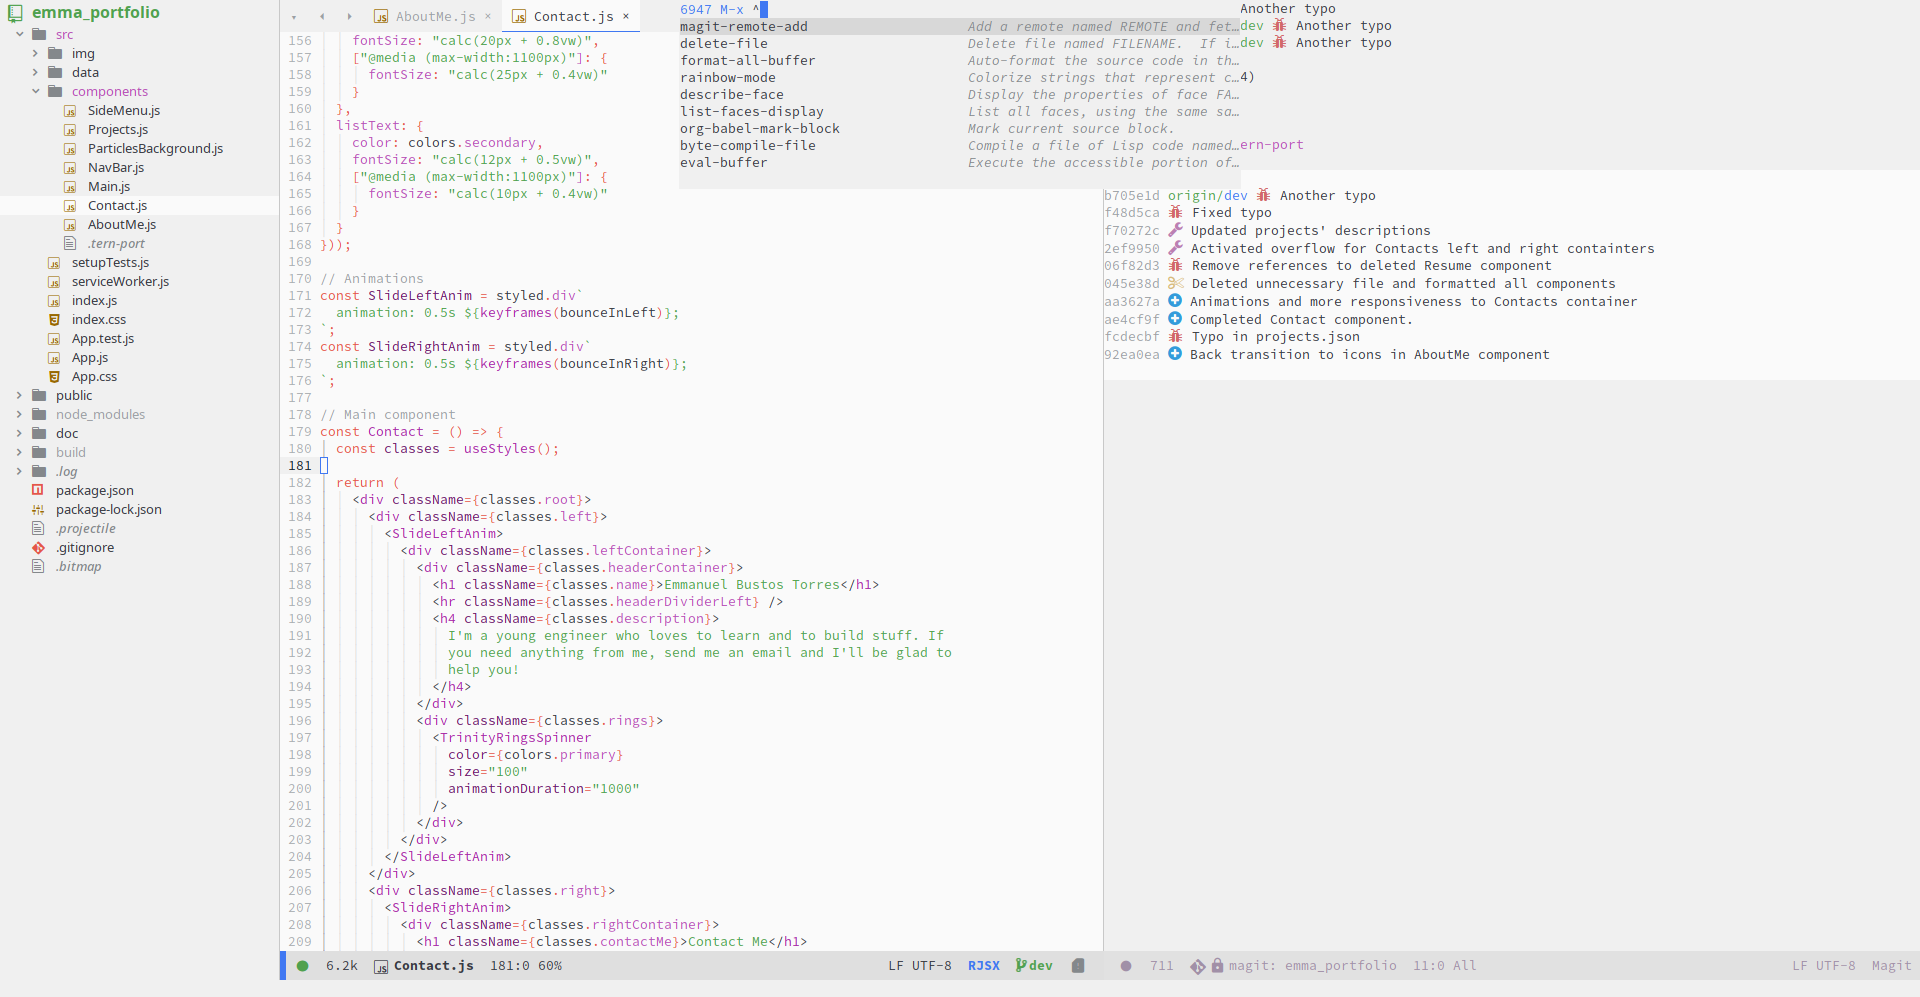 emma_portfolio
src
img
data
components
SideMenu.js
Projects.js
ParticlesBackground.js
NavBar.js
Main.js
Contact.js
AboutMe.js
.tern-port
setupTests.js
serviceWorker.js
index.js
index.css
App.test.js
App.js
App.css
public
node_modules
doc
build
.log
package.json
package-lock.json
.projectile
.gitignore
.bitmap
AboutMe.js ×
Contact.js ×
156 fontSize: "calc(20px + 0.8vw)",
157 ["@media (max-width:1100px)"]: {
158 fontSize: "calc(25px + 0.4vw)"
159 }
160 },
161 listText: {
162 color: colors.secondary,
163 fontSize: "calc(12px + 0.5vw)",
164 ["@media (max-width:1100px)"]: {
165 fontSize: "calc(10px + 0.4vw)"
166 }
167 }
168 }));
169
170 // Animations
171 const SlideLeftAnim = styled.div`
172 animation: 0.5s ${keyframes(bounceInLeft)};
173 `;
174 const SlideRightAnim = styled.div`
175 animation: 0.5s ${keyframes(bounceInRight)};
176 `;
177
178 // Main component
179 const Contact = () => {
180 const classes = useStyles();
181
182 return (
183 <div className={classes.root}>
184 <div className={classes.left}>
185 <SlideLeftAnim>
186 <div className={classes.leftContainer}>
187 <div className={classes.headerContainer}>
188 <h1 className={classes.name}>Emmanuel Bustos Torres</h1>
189 <hr className={classes.headerDividerLeft} />
190 <h4 className={classes.description}>
191 I'm a young engineer who loves to learn and to build stuff. If
192 you need anything from me, send me an email and I'll be glad to
193 help you!
194 </h4>
195 </div>
196 <div className={classes.rings}>
197 <TrinityRingsSpinner
198 color={colors.primary}
199 size="100"
200 animationDuration="1000"
201 />
202 </div>
203 </div>
204 </SlideLeftAnim>
205 </div>
206 <div className={classes.right}>
207 <SlideRightAnim>
208 <div className={classes.rightContainer}>
209 <h1 className={classes.contactMe}>Contact Me</h1>
6947 M-x ^
magit-remote-add Add a remote named REMOTE and fet…
delete-file Delete file named FILENAME.  If i…
format-all-buffer Auto-format the source code in th…
rainbow-mode Colorize strings that represent c…
describe-face Display the properties of face FA…
list-faces-display List all faces, using the same sa…
org-babel-mark-block Mark current source block.
byte-compile-file Compile a file of Lisp code named…
eval-buffer Execute the accessible portion of…
Another typo
dev Another typo
dev Another typo
4)
ern-port
b705e1d origin/dev Another typo
f48d5ca Fixed typo
f70272c Updated projects' descriptions
2ef9950 Activated overflow for Contacts left and right containters
06f82d3 Remove references to deleted Resume component
045e38d Deleted unnecessary file and formatted all components
aa3627a Animations and more responsiveness to Contacts container
ae4cf9f Completed Contact component.
fcdecbf Typo in projects.json
92ea0ea Back transition to icons in AboutMe component
6.2k Contact.js 181:0 60% LF UTF-8 RJSX dev
711 magit: emma_portfolio 11:0 All LF UTF-8 Magit